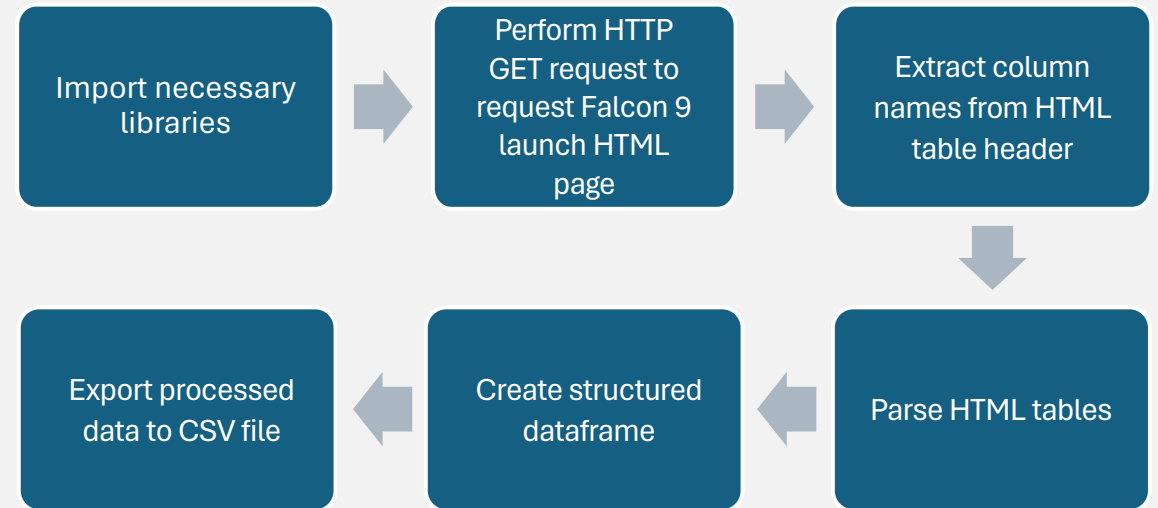 Import necessary
libraries
Perform HTTP
GET request to
request Falcon 9
launch HTML
page
Extract column
names from HTML
table header
Parse HTML tables
Create structured
dataframe
Export processed
data to CSV file